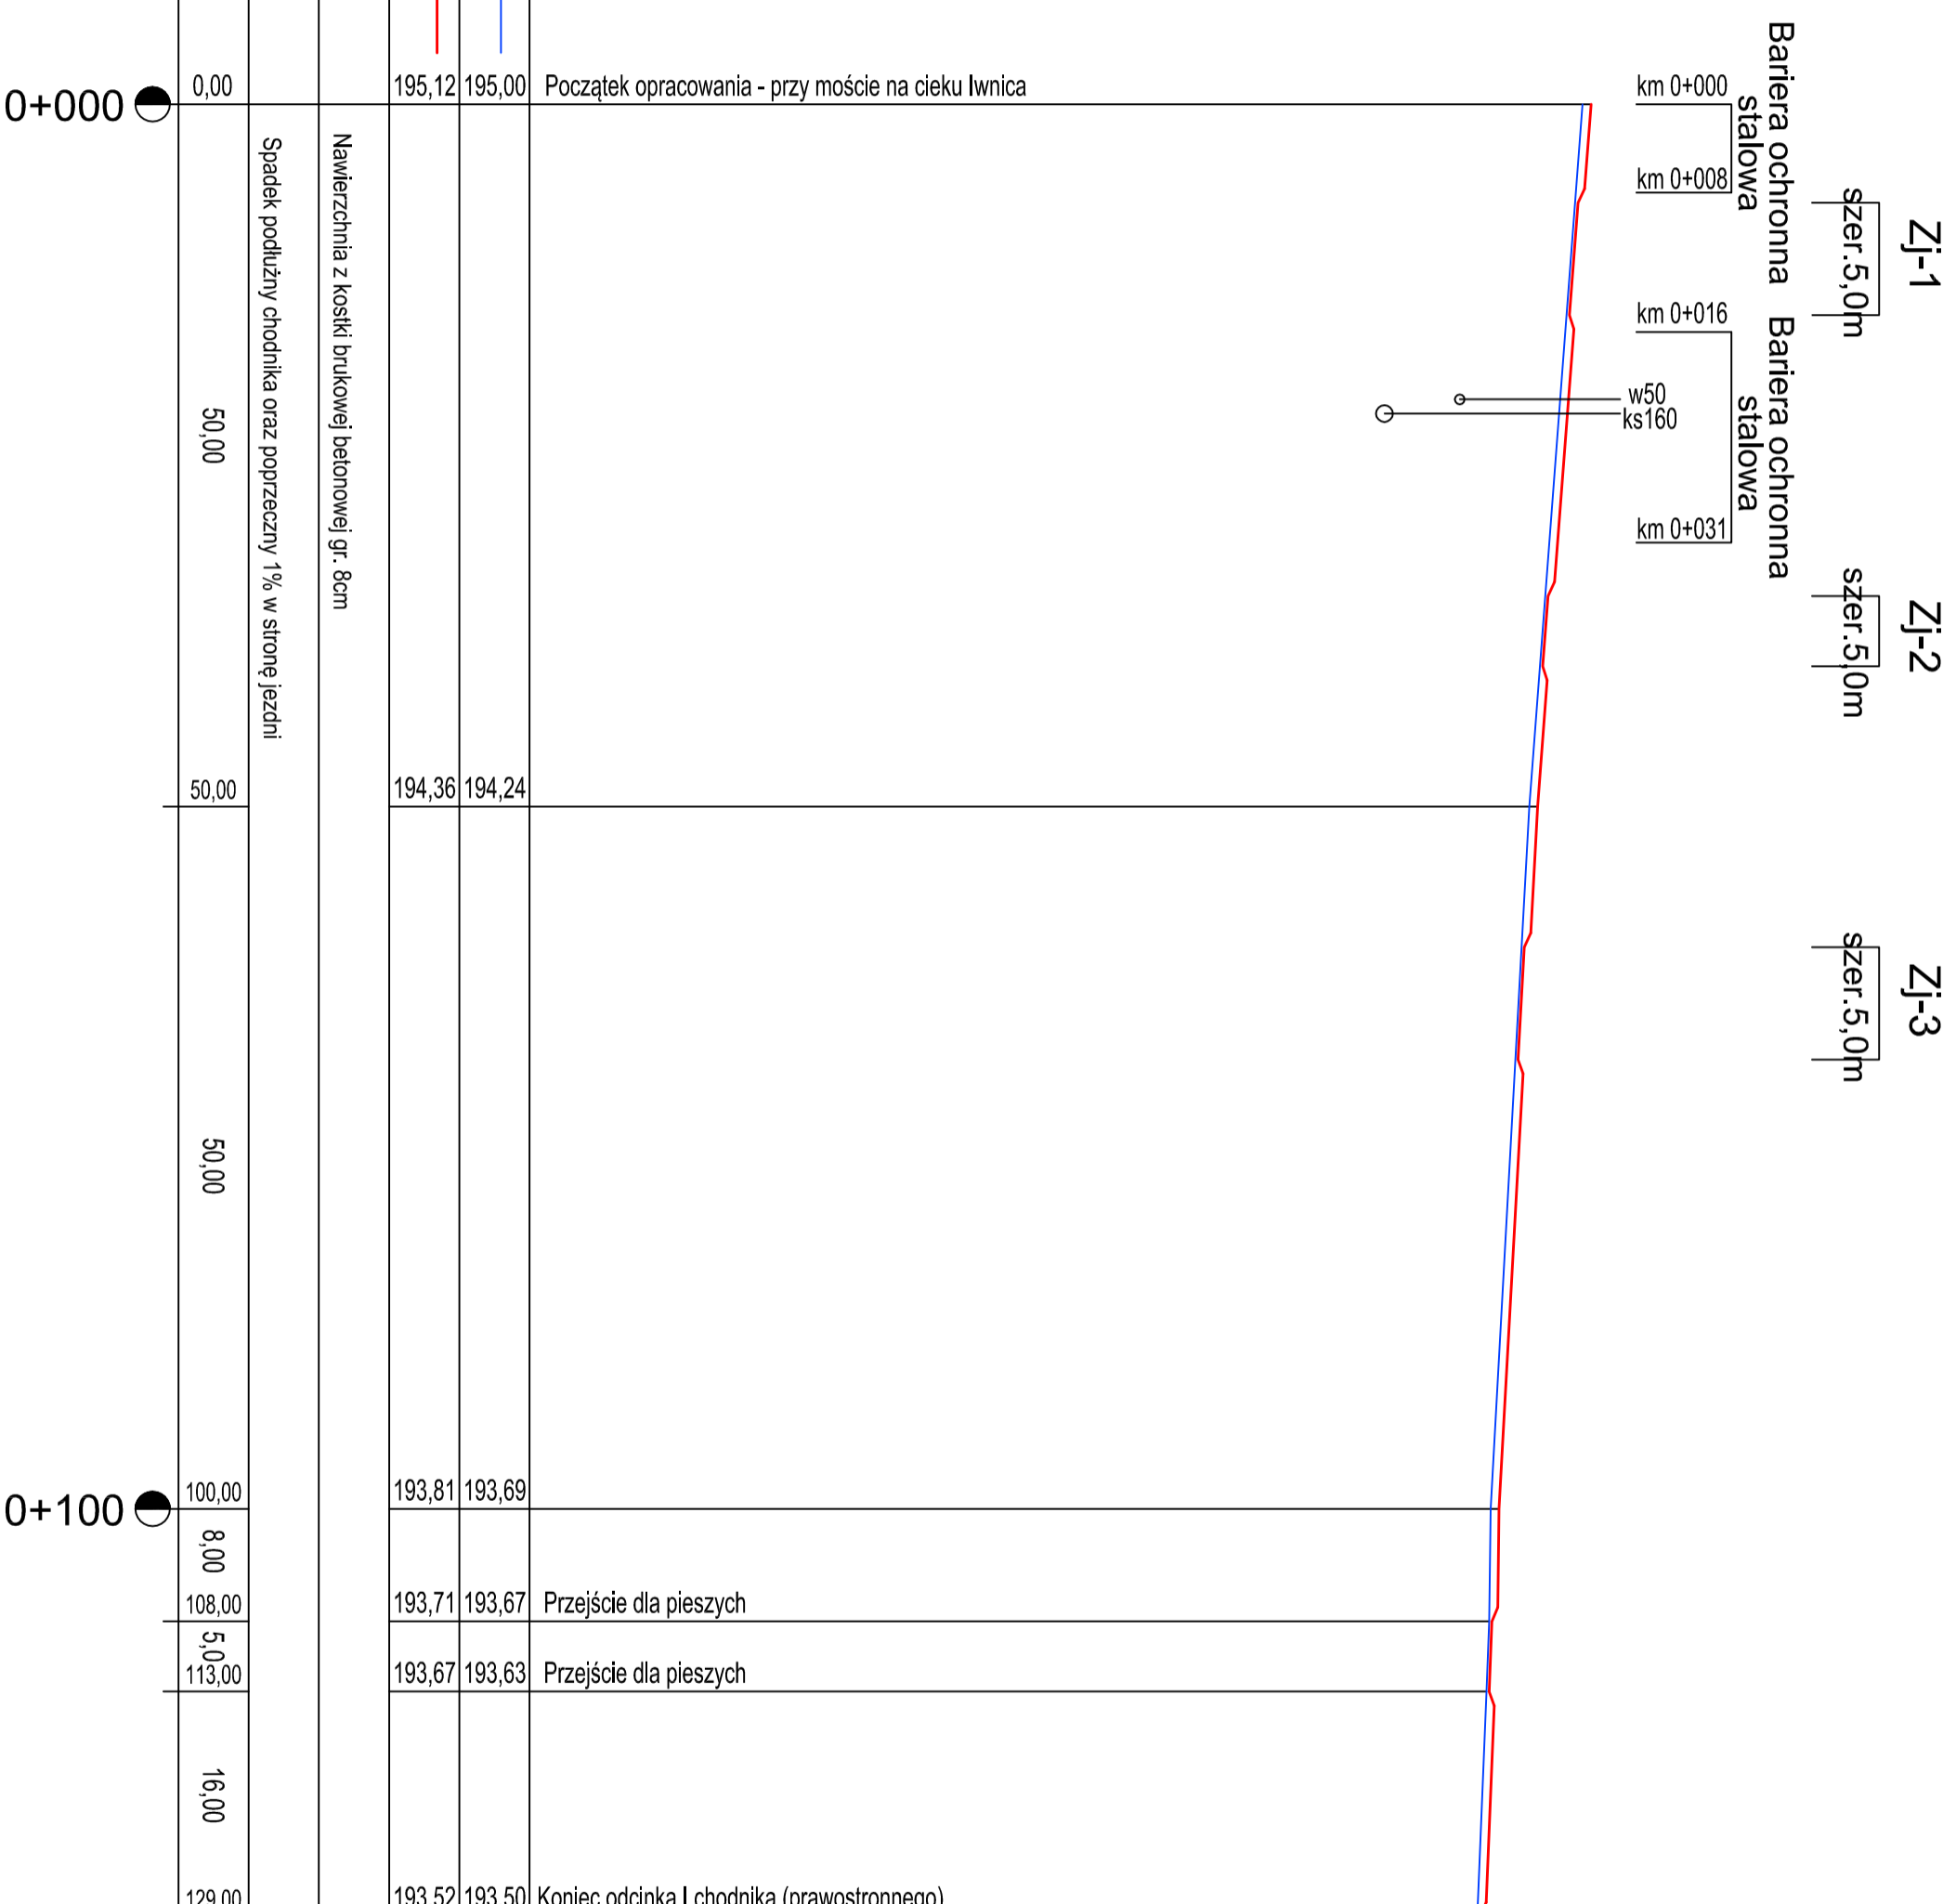 Bariera ochronna
stalowa
Zj-1
szer.5,0m
km 0+000
km 0+008
0+000
0,00
195,12
195,00
Początek opracowania - przy moście na cieku Iwnica
Spadek podłużny chodnika oraz poprzeczny 1% w stronę jezdni
Nawierzchnia z kostki brukowej betonowej gr. 8cm
50,00
km 0+016
Bariera ochronna
stalowa
w50
ks160
km 0+031
Zj-2
szer.5,0m
50,00
194,36
194,24
Zj-3
szer.5,0m
50,00
0+100
100,00
193,81
193,69
8,00
108,00
193,71
193,67
Przejście dla pieszych
5,00
113,00
193,67
193,63
Przejście dla pieszych
16,00
129,00
193,52
193,50
Koniec odcinka I chodnika (prawostronnego)